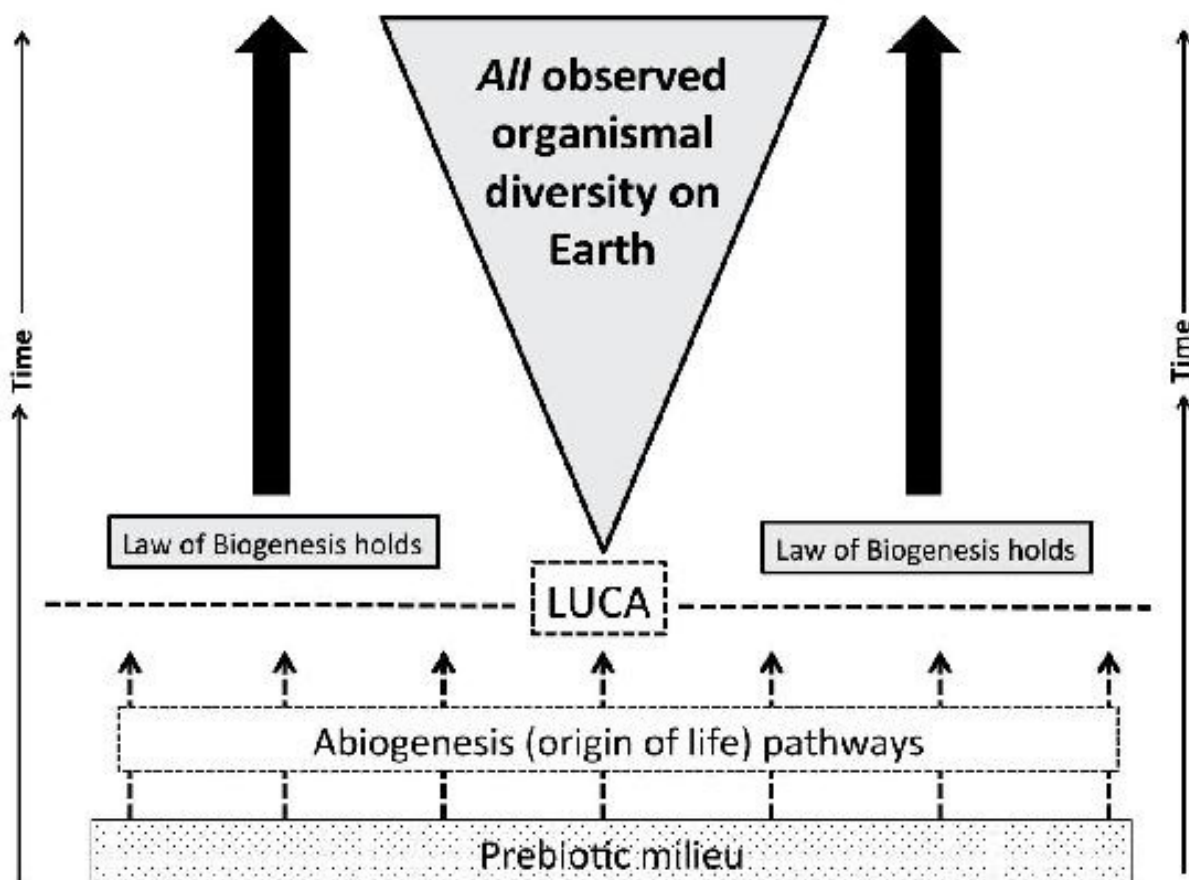 All observed
organismal
diversity on
Earth
Time
Time
Law of Biogenesis holds
Law of Biogenesis holds
LUCA
Abiogenesis (origin of life) pathways
Prebiotic milieu